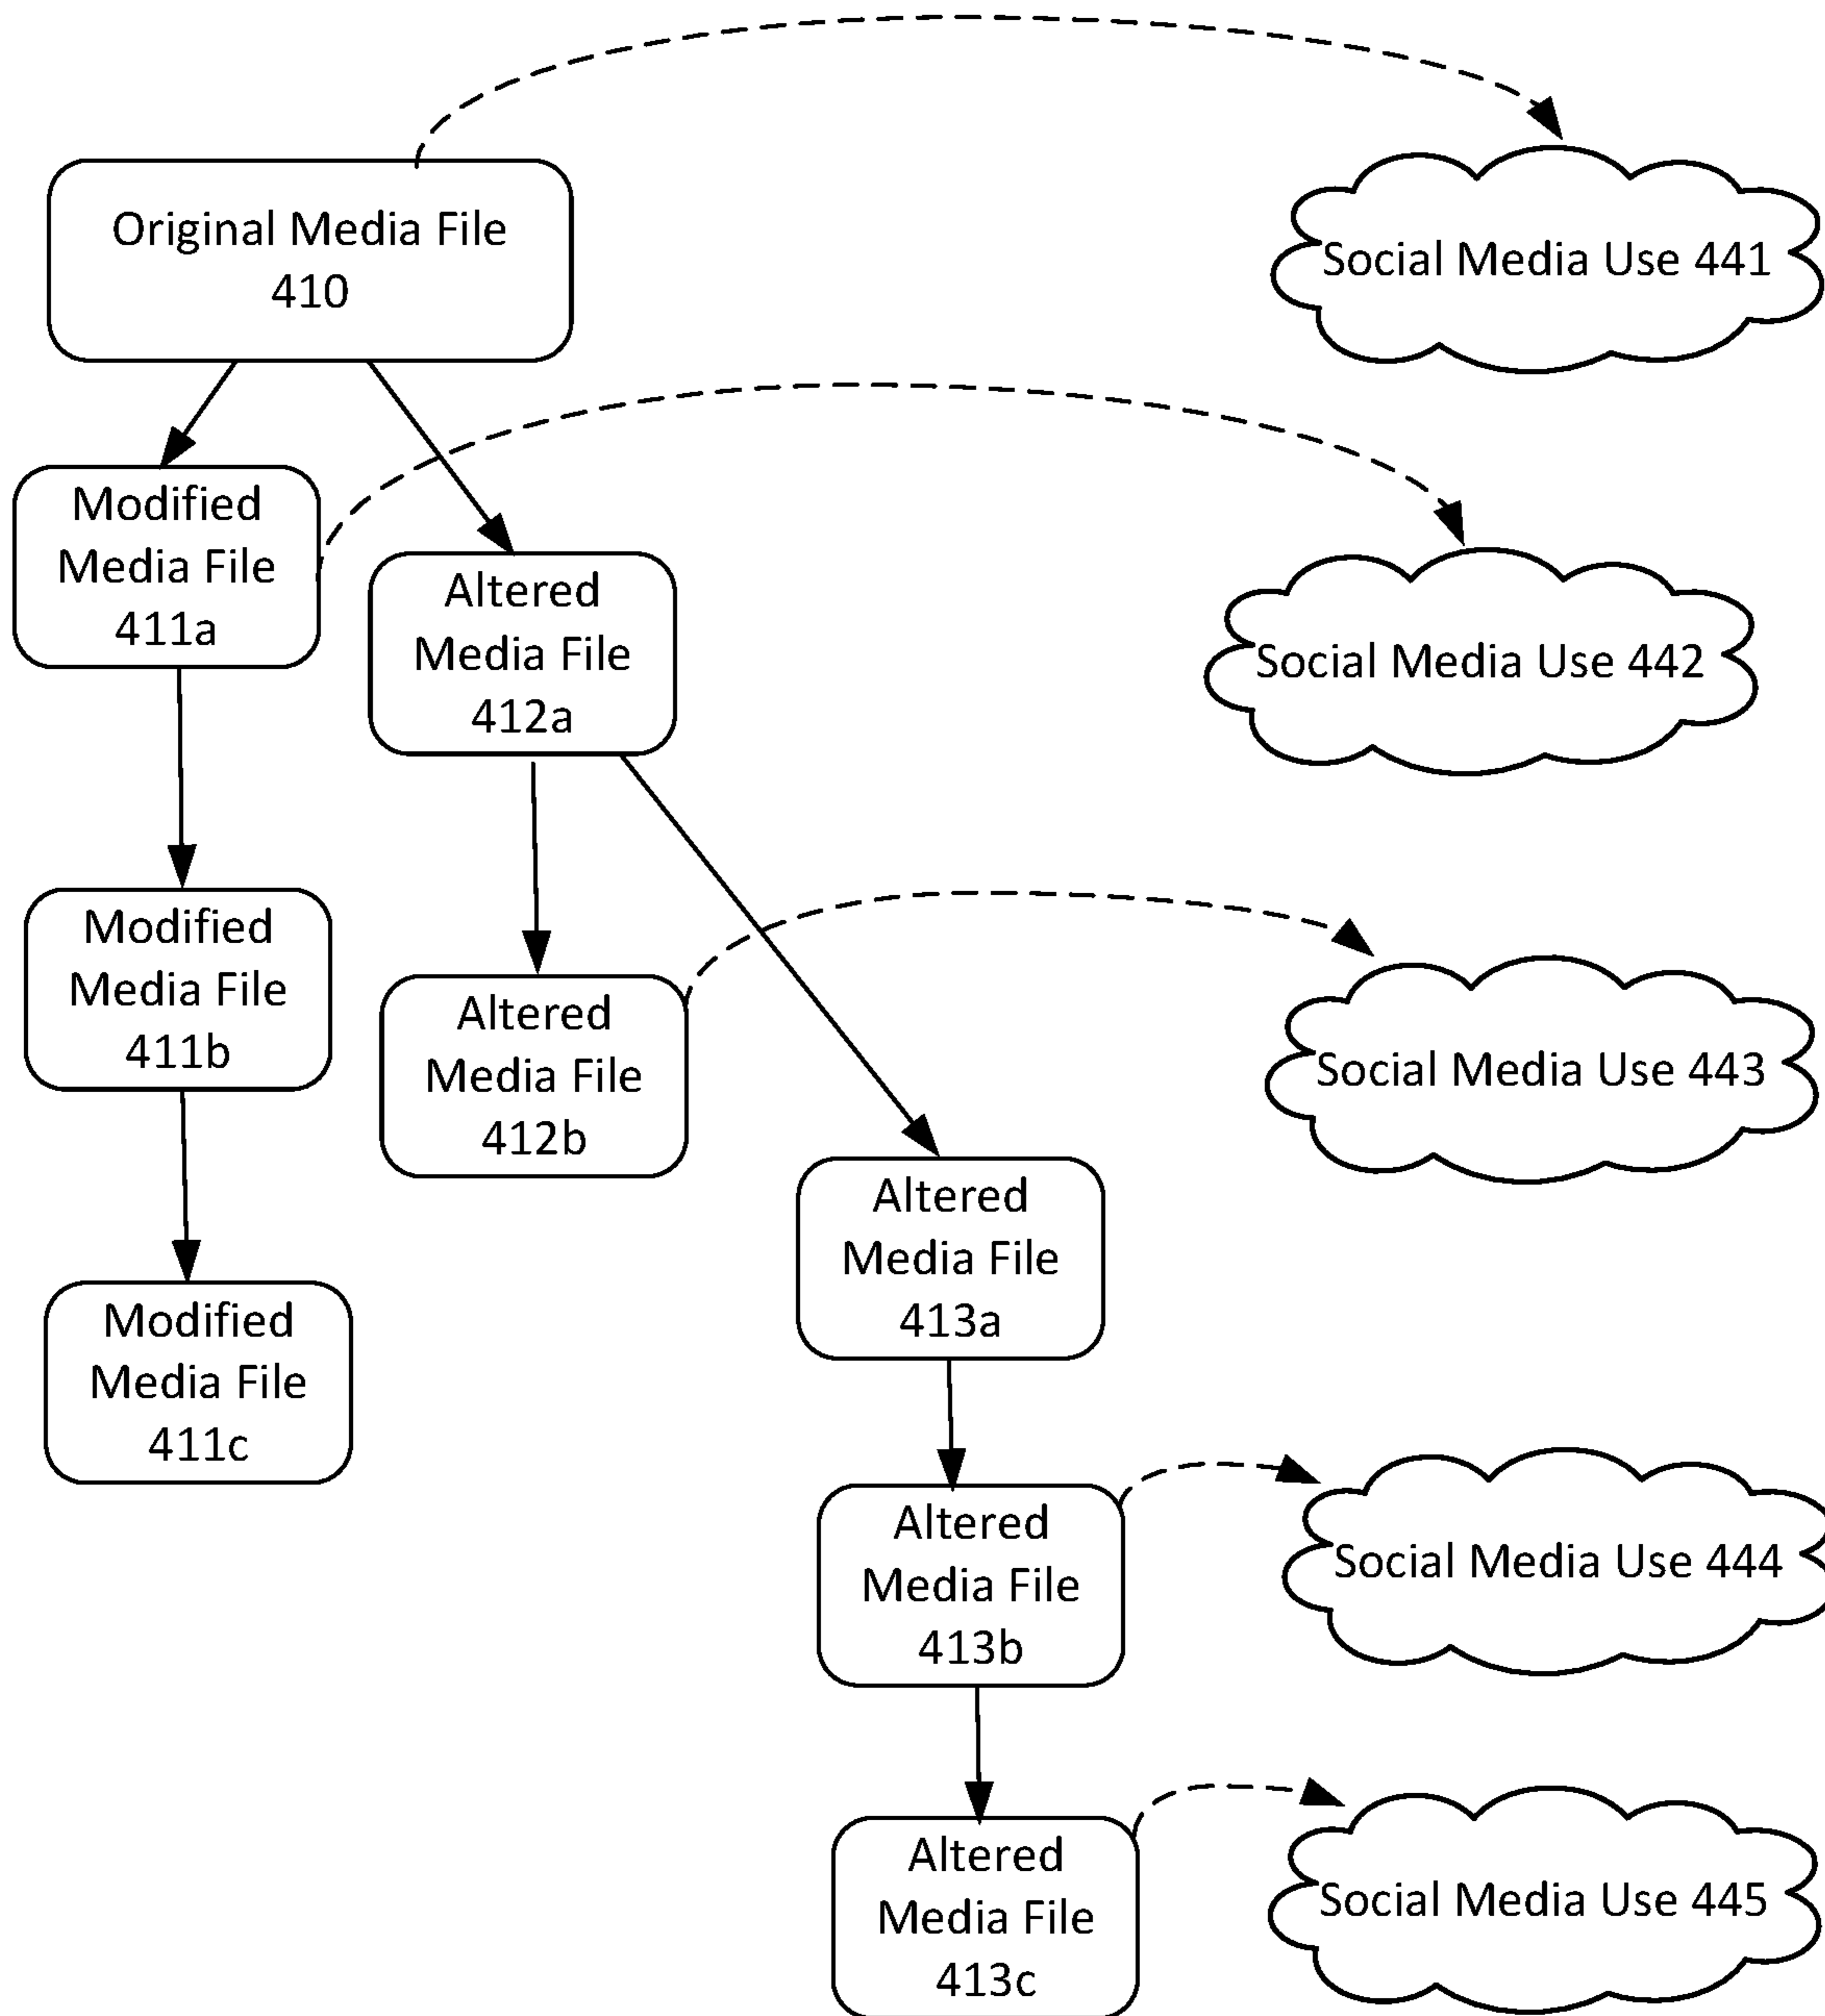 Original Media File
410
Social Media Use 441
Modified
Media File
411a
Altered
Media File
412a
Social Media Use 442
Modified
Media File
411b
Altered
Media File
412b
Social Media Use 443
Altered
Media File
413a
Modified
Media File
411c
Altered
Media File
413b
Social Media Use 444
Altered
Media File
413c
Social Media Use 445